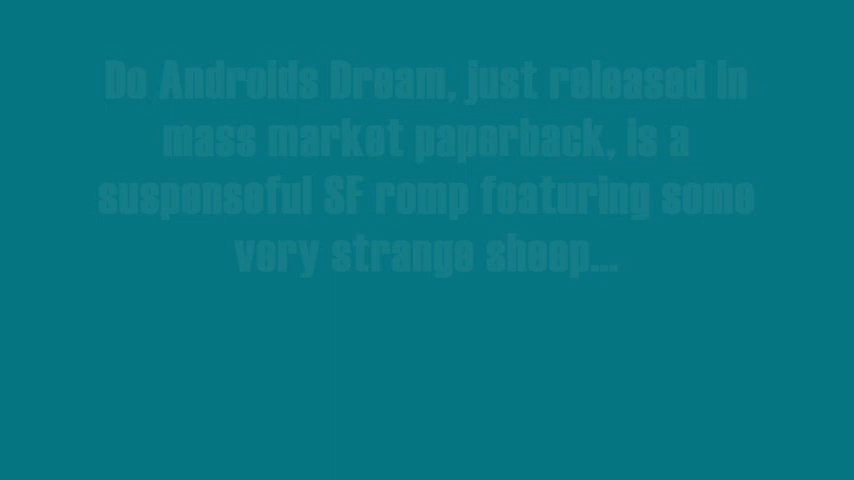 Do Androids Dream, just released in
mass market paperback, is a
suspenseful SF romp featuring some
very strange sheep...